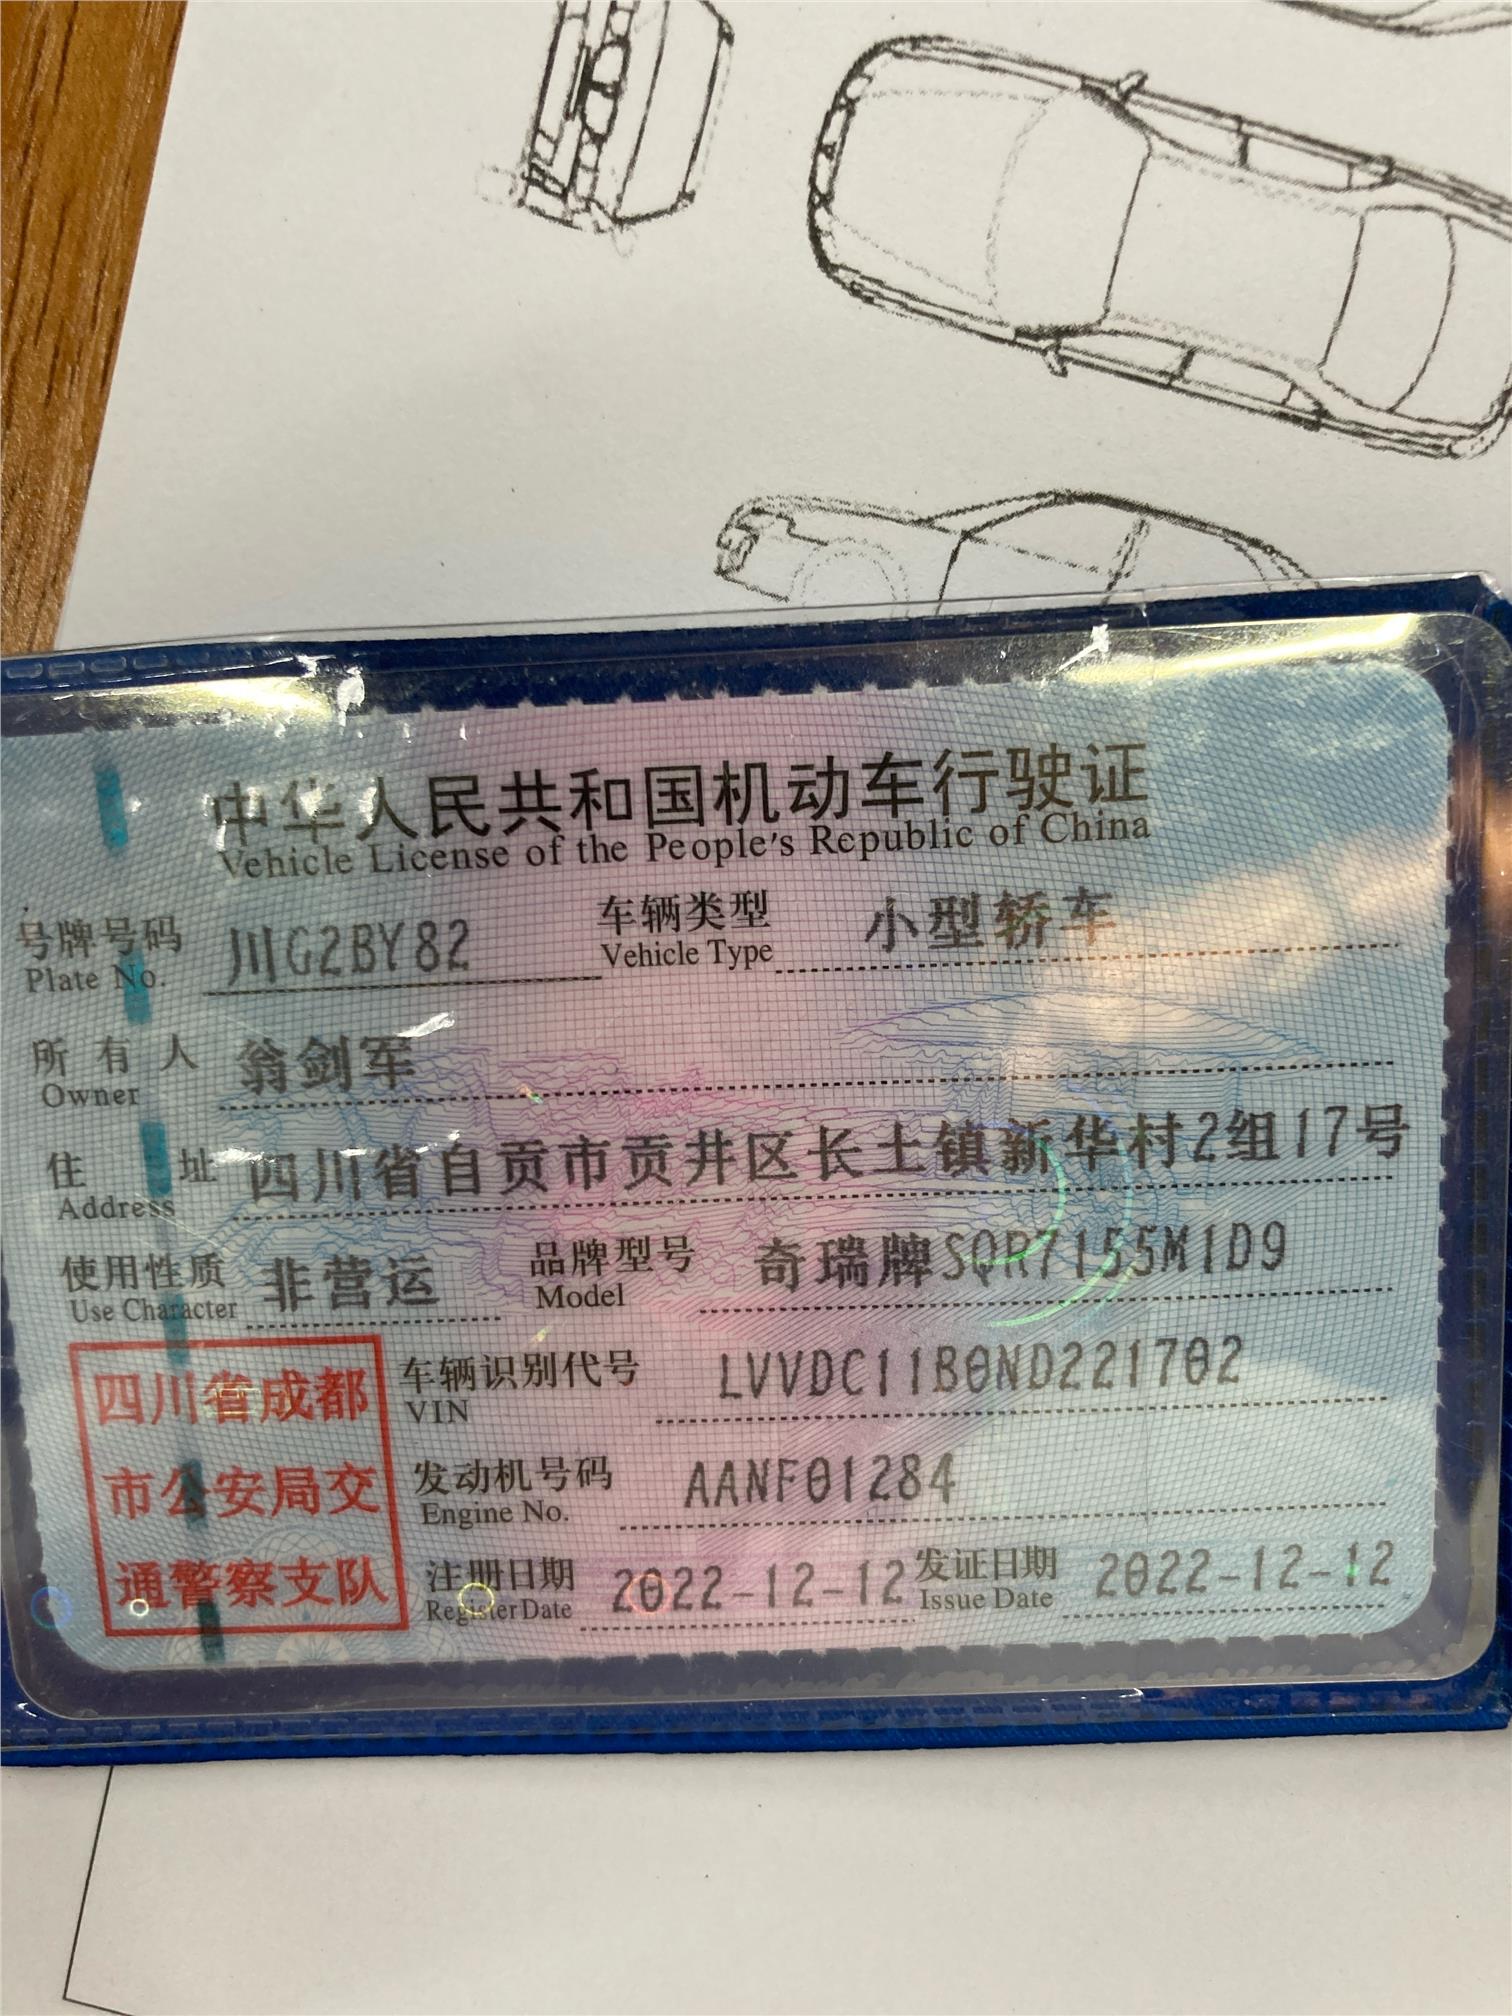 中华人民共和国机动车行驶证
Vehicle License of the People's Republic of China
号牌号码 川G2BY82 车辆类型 小型轿车
Plate No. Vehicle Type
所有人 翁剑军
Owner
住址 四川省自贡市贡井区长土镇新华村2组17号
Address
使用性质 非营运 品牌型号 奇瑞牌SQR7155M1D9
Use Character Model
四川省成都
市公安局交
通警察支队
车辆识别代号 LVVDC11B0ND221702
VIN
发动机号码 AANF01284
Engine No.
注册日期 2022-12-12 发证日期 2022-12-12
Register Date Issue Date